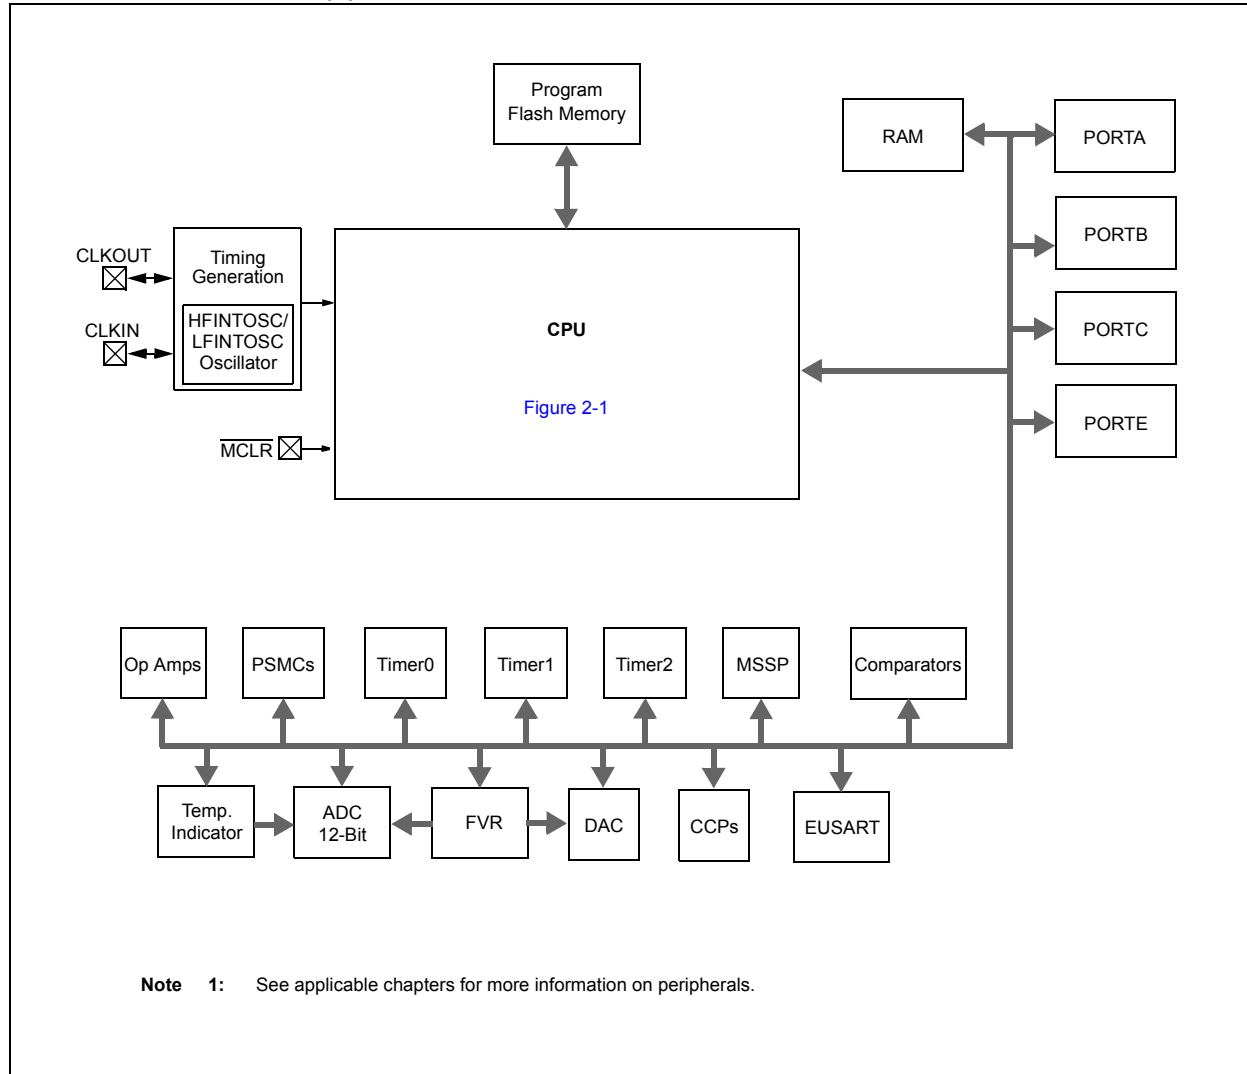 Program
Flash Memory
RAM
PORTA
CLKOUT
Timing
Generation
PORTB
CLKIN
HFINTOSC/
LFINTOSC
Oscillator
CPU
PORTC
Figure 2-1
MCLR
PORTE
Op Amps
PSMCs
Timer0
Timer1
Timer2
MSSP
Comparators
Temp.
Indicator
ADC
12-Bit
FVR
DAC
CCPs
EUSART
Note 1: See applicable chapters for more information on peripherals.